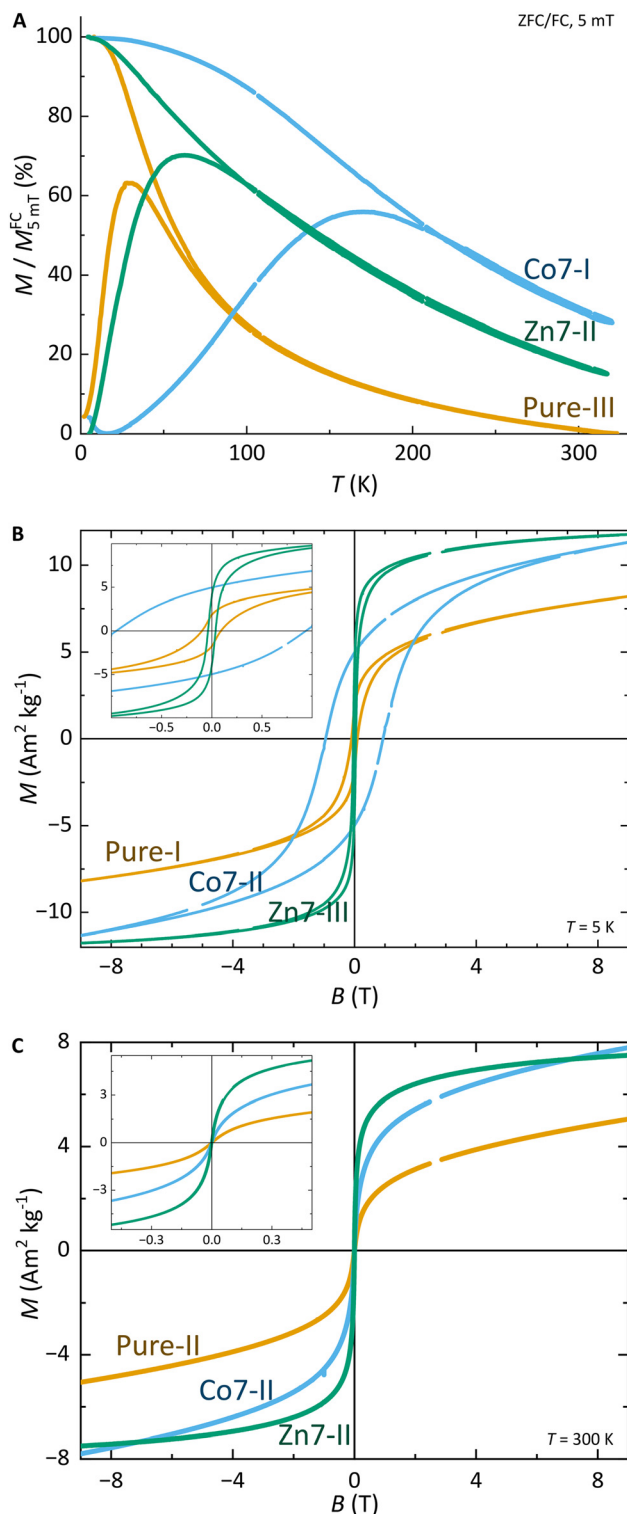 A
ZFC/FC, 5 mT
100
80
60
40
20
0
M / M^FC_5 mT (%)
Co7-I
Zn7-II
Pure-III
0
100
200
300
T (K)
B
10
5
0
−5
−10
M (Am² kg⁻¹)
5
0
−5
−0.5
0.0
0.5
Pure-I
Co7-II
Zn7-III
T = 5 K
−8
−4
0
4
8
B (T)
C
8
4
0
−4
−8
M (Am² kg⁻¹)
3
0
−3
−0.3
0.0
0.3
Pure-II
Co7-II
Zn7-II
T = 300 K
−8
−4
0
4
8
B (T)